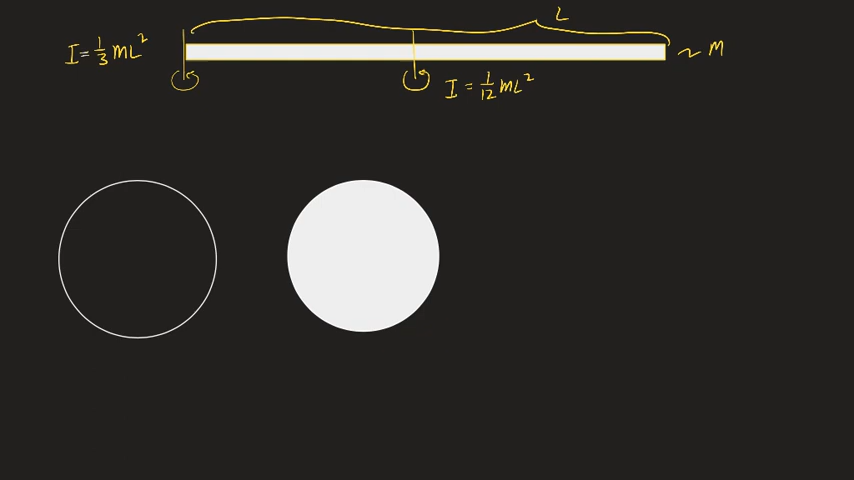 L
I = 1/3 ML²
~ M
I = 1/12 ML²